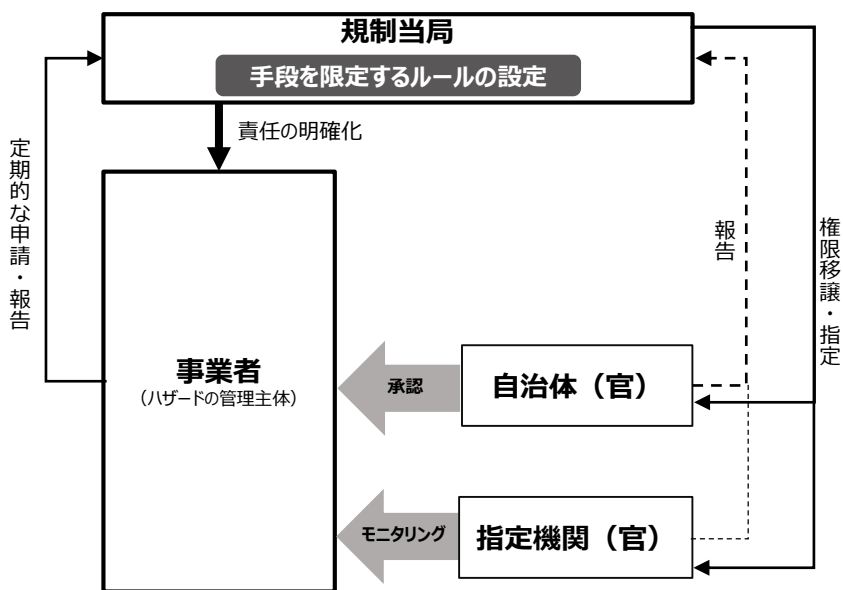 規制当局
手段を限定するルールの設定
責任の明確化
定期的な申請・報告
報告
権限移譲・指定
事業者
(ハザードの管理主体)
承認
自治体（官）
モニタリング
指定機関（官）